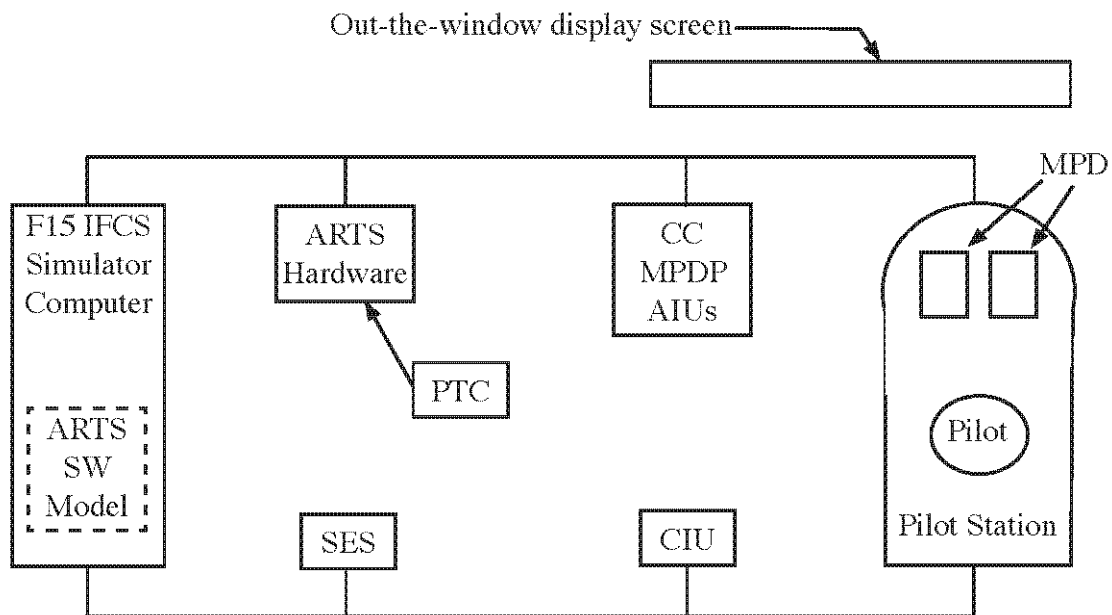 Out-the-window display screen
MPD
F15 IFCS
Simulator
Computer
ARTS
Hardware
CC
MPDP
AIUs
PTC
ARTS
SW
Model
Pilot
SES
CIU
Pilot Station